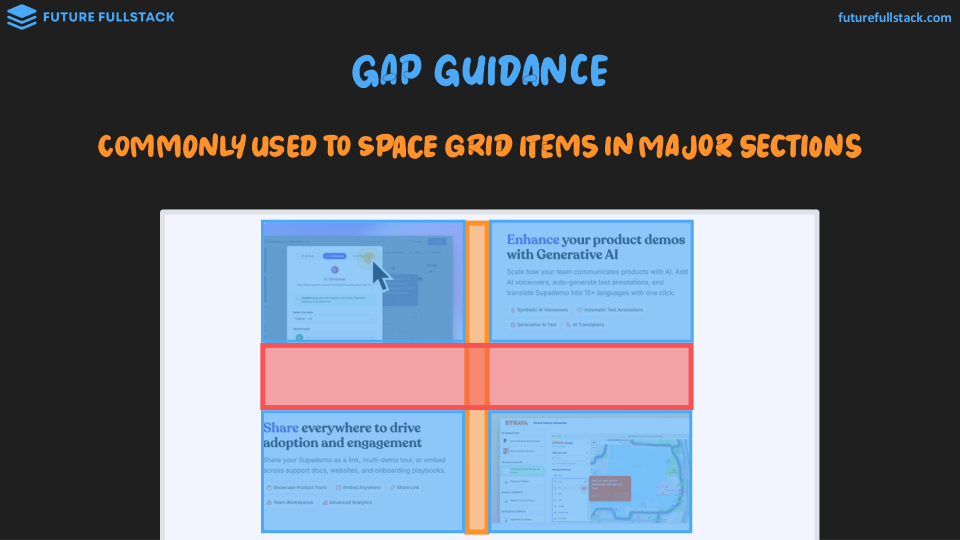 FUTURE FULLSTACK
futurefullstack.com
GAP GUIDANCE
COMMONLY USED TO SPACE GRID ITEMS IN MAJOR SECTIONS
Enhance your product demos
with Generative AI
Scale how your team communicates products with AI. Add
AI voiceovers, auto-generate text annotations, and
translate Supademo into 15+ languages with one click.
Synthetic AI Voiceovers
Automatic Text Annotations
Generative AI Text
AI Translations
Share everywhere to drive
adoption and engagement
Share your Supademo as a link, multi-demo tour, or embed
across support docs, websites, and onboarding playbooks.
Showcase Product Tours
Embed Anywhere
Share Link
Team Workspaces
Advanced Analytics
STRAVA